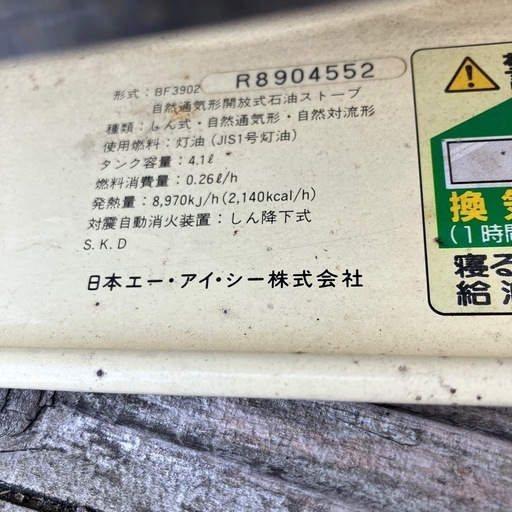 形式：BF3902 R8904552
自然通気形開放式石油ストーブ
種類：しん式・自然通気形・自然対流形
使用燃料：灯油(JIS1号灯油)
タンク容量：4.1ℓ
燃料消費量：0.26ℓ/h
発熱量：8,970kJ/h(2,140kcal/h)
対震自動消火装置：しん降下式
S.K.D
日本エー・アイ・シー株式会社
換
(1時間
寝る
給